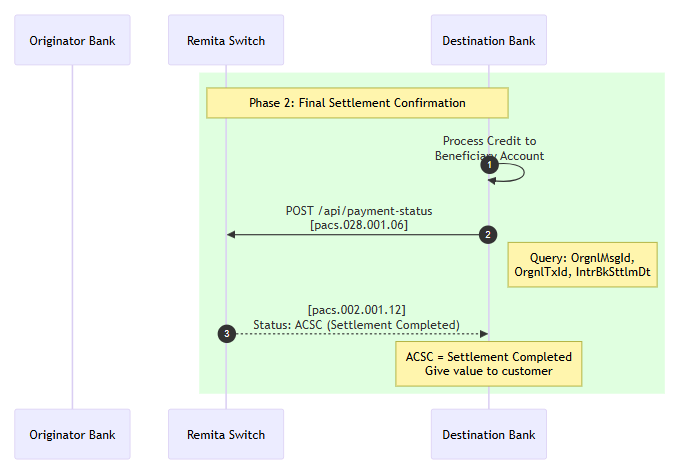 Originator Bank
Remita Switch
Destination Bank
Phase 2: Final Settlement Confirmation
Process Credit to
Beneficiary Account
1
POST /api/payment-status
[pacs.028.001.06]
2
Query: OrgnlMsgId,
OrgnlTxId, IntrBkSttlmDt
[pacs.002.001.12]
Status: ACSC (Settlement Completed)
3
ACSC = Settlement Completed
Give value to customer
Originator Bank
Remita Switch
Destination Bank